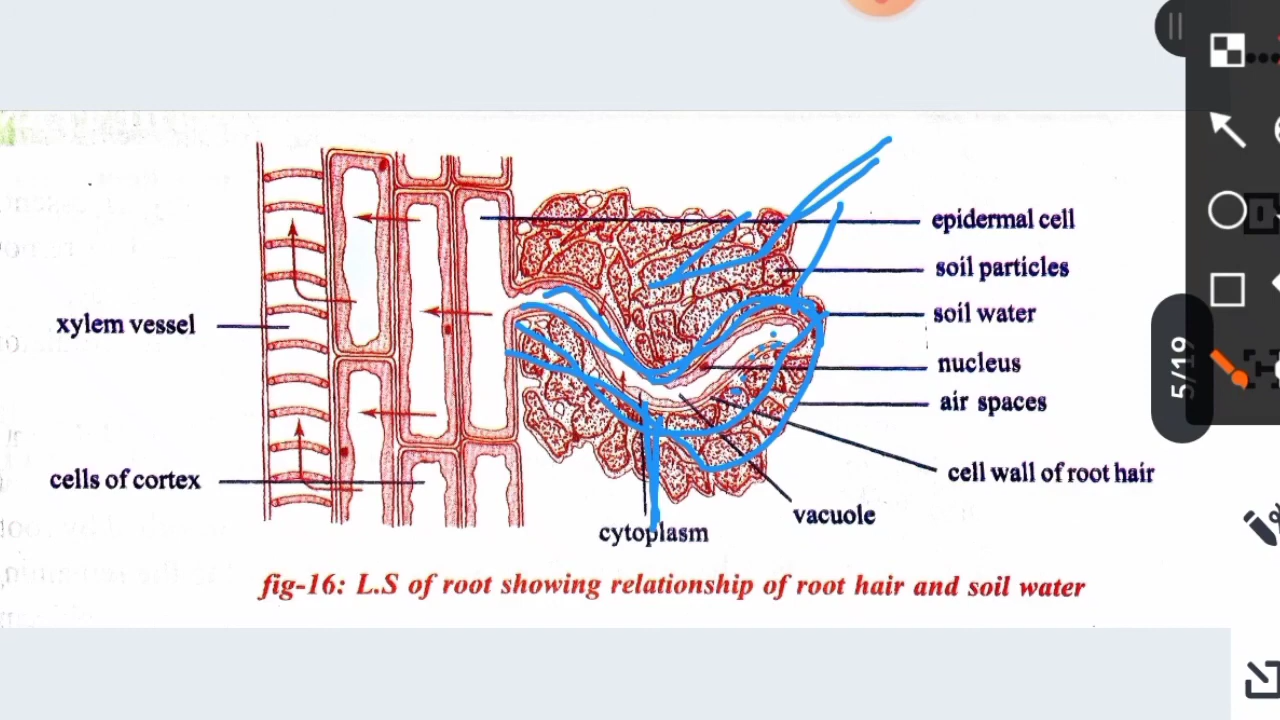 epidermal cell
soil particles
soil water
xylem vessel
nucleus
air spaces
cell wall of root hair
cells of cortex
vacuole
cytoplasm
fig-16: L.S of root showing relationship of root hair and soil water
5/19